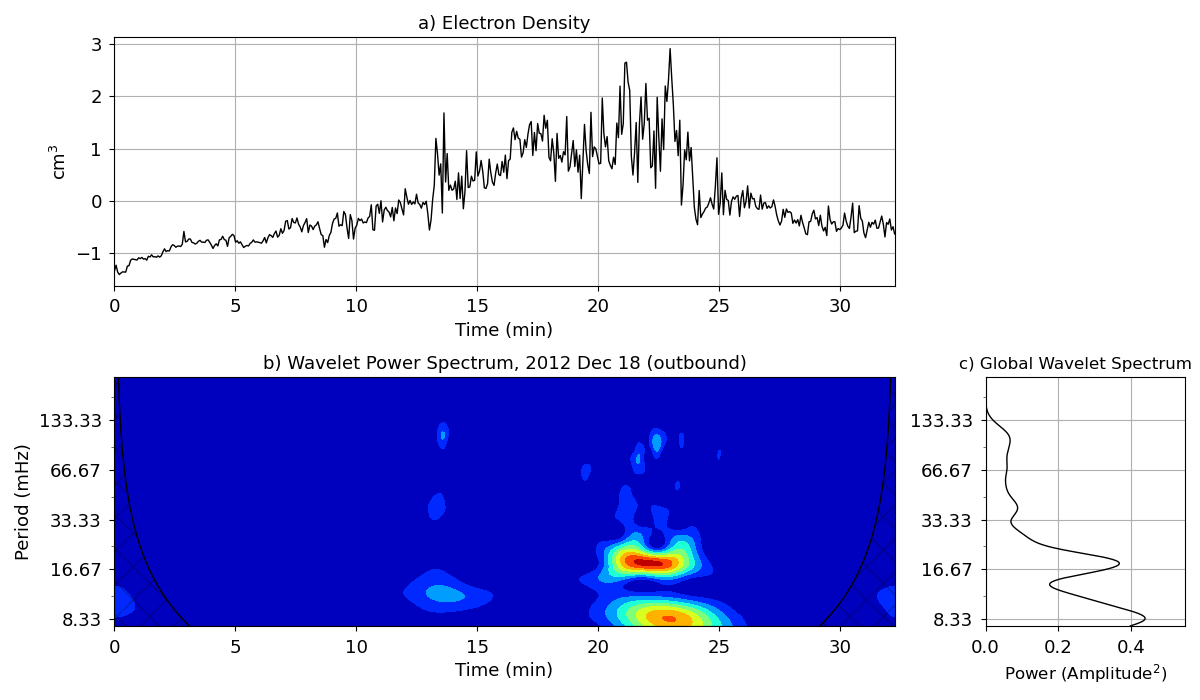 a) Electron Density
3
2
1
0
−1
cm³
0 5 10 15 20 25 30
Time (min)
b) Wavelet Power Spectrum, 2012 Dec 18 (outbound)
c) Global Wavelet Spectrum
133.33
66.67
33.33
16.67
8.33
Period (mHz)
0 5 10 15 20 25 30
Time (min)
133.33
66.67
33.33
16.67
8.33
0.0 0.2 0.4
Power (Amplitude²)